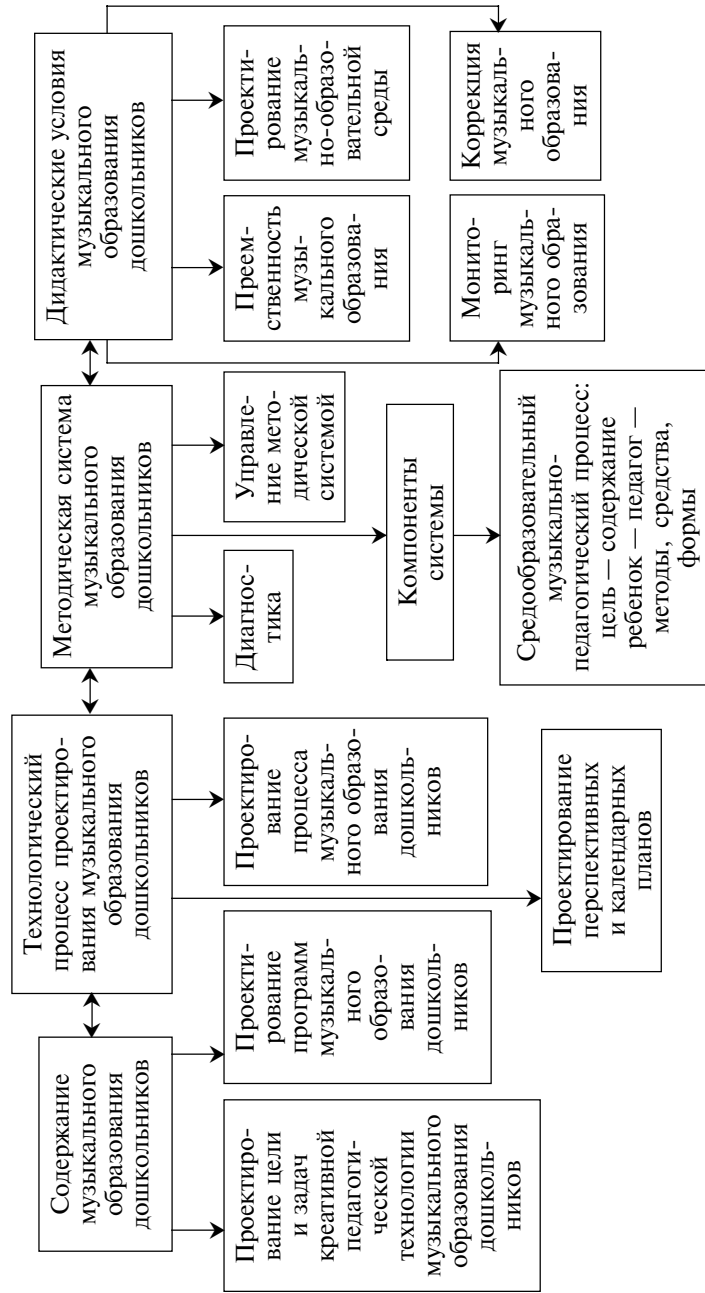 Содержание
музыкального
образования
дошкольников
Технологический
процесс проектиро-
вания музыкального
образования
дошкольников
Методическая система
музыкального
образования
дошкольников
Дидактические условия
музыкального
образования
дошкольников
Проектиро-
вание цели
и задач
креативной
педагоги-
ческой
технологии
музыкального
образования
дошколь-
ников
Проекти-
рование
программ
музыкаль-
ного
образо-
вания
дошколь-
ников
Проектиро-
вание
процесса
музыкаль-
ного образо-
вания
дошколь-
ников
Диагнос-
тика
Управле-
ние мето-
дической
системой
Преем-
ственность
музы-
кального
образова-
ния
Проекти-
рование
музыкаль-
но-образо-
вательной
среды
Проектирование
перспективных
и календарных
планов
Компоненты
системы
Средообразовательный
музыкально-
педагогический процесс:
цель — содержание
ребенок — педагог —
методы, средства,
формы
Монито-
ринг
музыкаль-
ного обра-
зования
Коррекция
музыкаль-
ного
образова-
ния